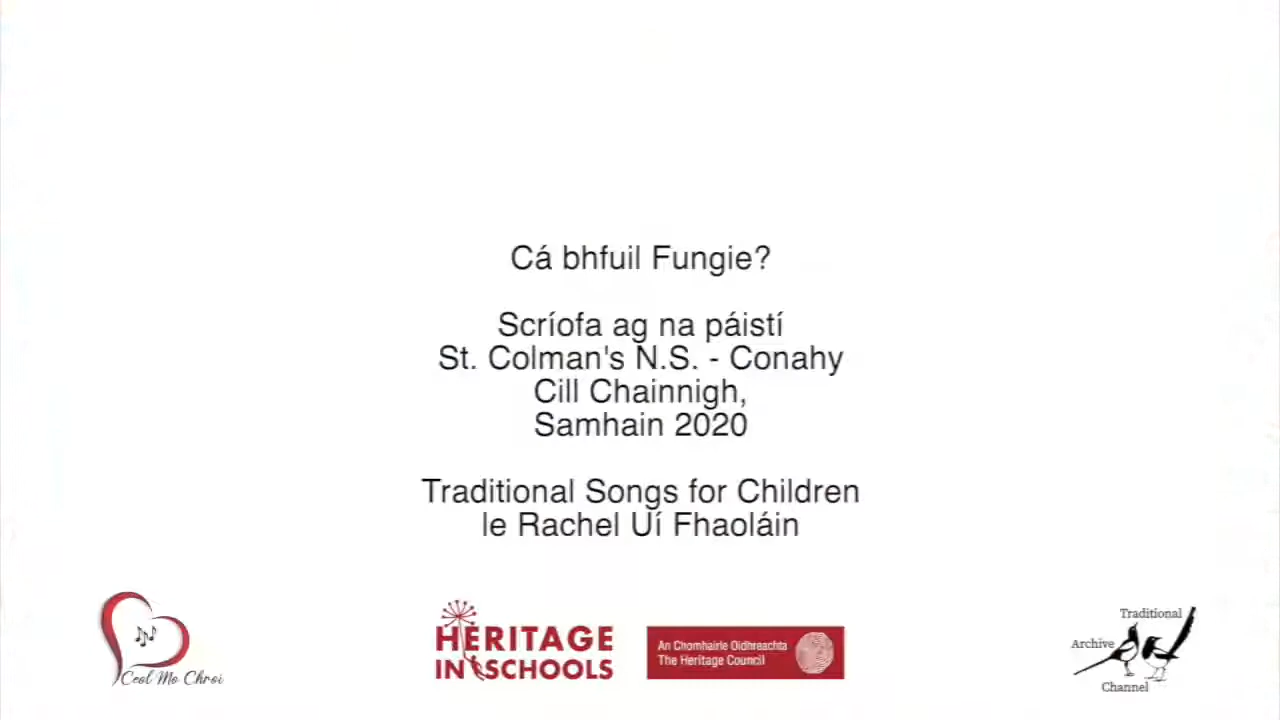 Cá bhfuil Fungie?
Scríofa ag na páistí
St. Colman's N.S. - Conahy
Cill Chainnigh,
Samhain 2020
Traditional Songs for Children
le Rachel Uí Fhaoláin
Ceol Mo Chroi
HERITAGE
IN SCHOOLS
An Chomhairle Oidhreachta
The Heritage Council
Traditional
Archive
Channel